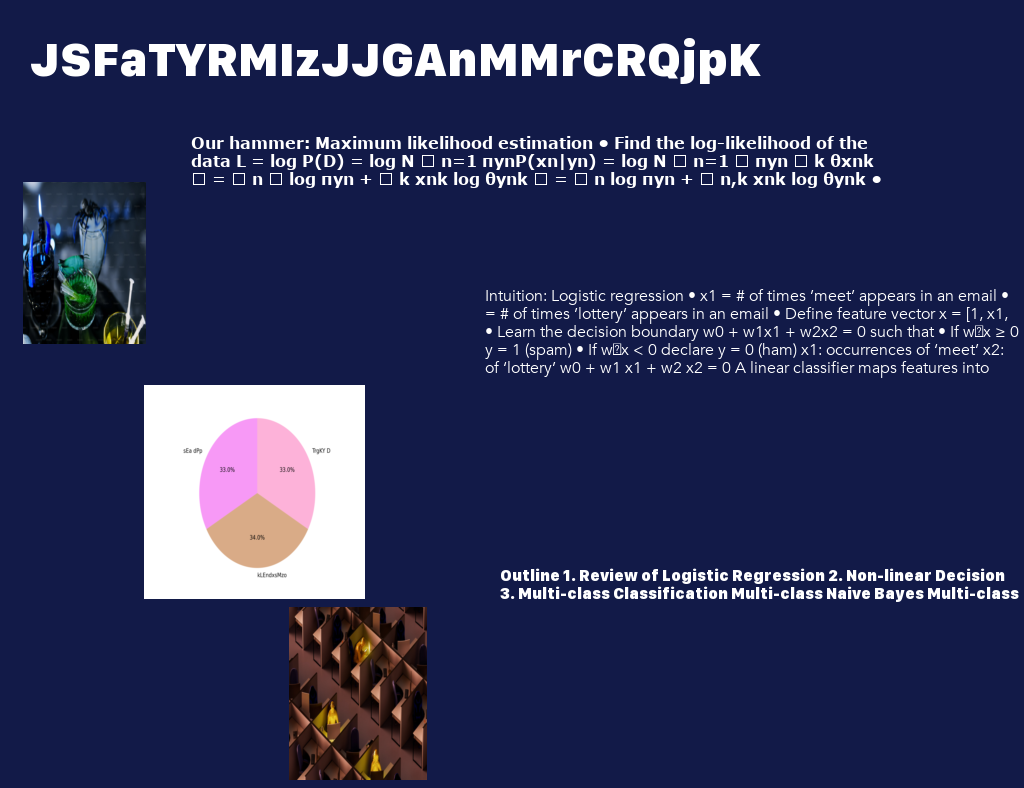 JSFaTYRMIzJJGAnMMrCRQjpK
Our hammer: Maximum likelihood estimation • Find the log-likelihood of the
data L = log P(D) = log N □ n=1 πynP(xn|yn) = log N □ n=1 □ πyn □ k θxnk
□ = □ n □ log πyn + □ k xnk log θynk □ = □ n log πyn + □ n,k xnk log θynk •
Intuition: Logistic regression • x1 = # of times ‘meet’ appears in an email •
= # of times ‘lottery’ appears in an email • Define feature vector x = [1, x1,
• Learn the decision boundary w0 + w1x1 + w2x2 = 0 such that • If w□x ≥ 0
y = 1 (spam) • If w□x < 0 declare y = 0 (ham) x1: occurrences of ‘meet’ x2:
of ‘lottery’ w0 + w1 x1 + w2 x2 = 0 A linear classifier maps features into
sEa dPp
TrgKY D
33.0%
33.0%
34.0%
kLEndxsMzo
Outline 1. Review of Logistic Regression 2. Non-linear Decision
3. Multi-class Classification Multi-class Naive Bayes Multi-class